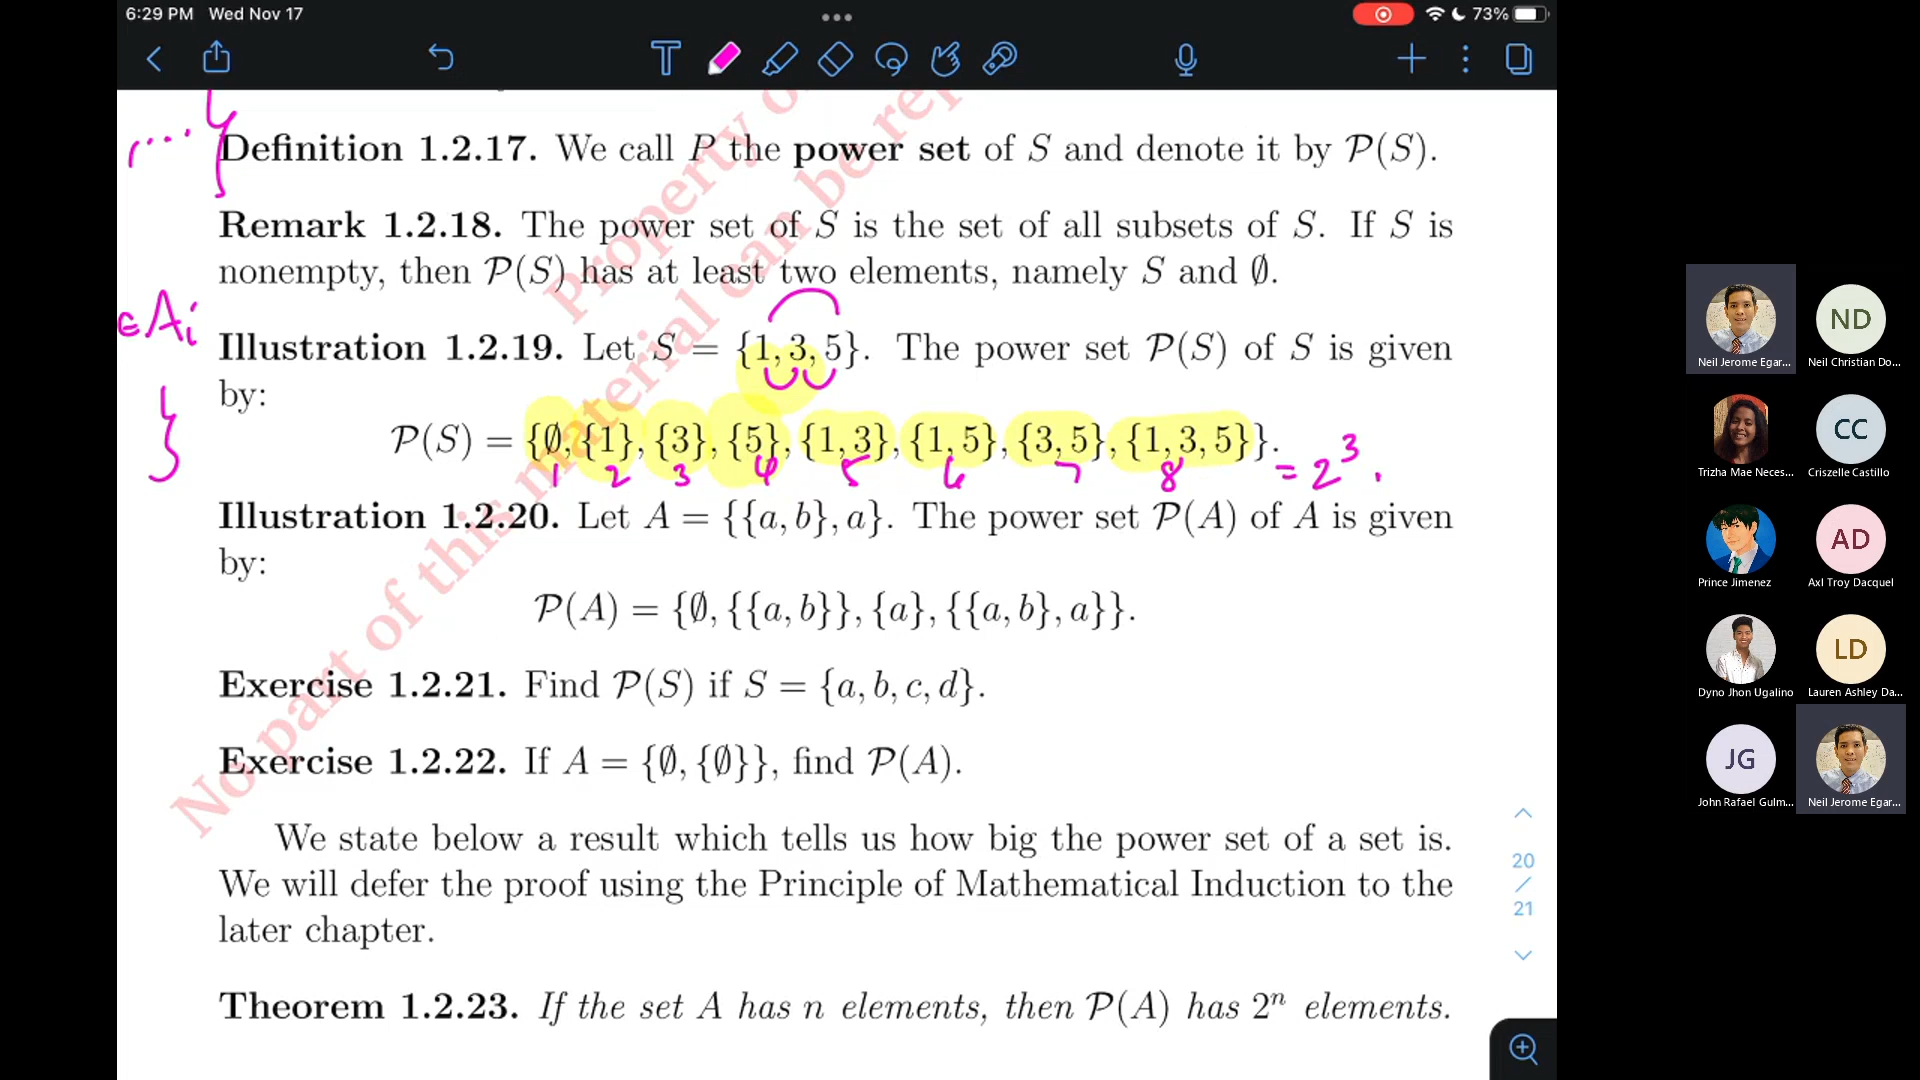 6:29 PM Wed Nov 17
73%
Definition 1.2.17. We call P the power set of S and denote it by 𝒫(S).
Remark 1.2.18. The power set of S is the set of all subsets of S. If S is
nonempty, then 𝒫(S) has at least two elements, namely S and ∅.
∈Ai
Illustration 1.2.19. Let S = {1, 3, 5}. The power set 𝒫(S) of S is given
by:
}
𝒫(S) = {∅, {1}, {3}, {5}, {1, 3}, {1, 5}, {3, 5}, {1, 3, 5}}.
1 2 3 4 5 6 7 8 = 2³.
Illustration 1.2.20. Let A = {{a, b}, a}. The power set 𝒫(A) of A is given
by:
𝒫(A) = {∅, {{a, b}}, {a}, {{a, b}, a}}.
Exercise 1.2.21. Find 𝒫(S) if S = {a, b, c, d}.
Exercise 1.2.22. If A = {∅, {∅}}, find 𝒫(A).
We state below a result which tells us how big the power set of a set is.
We will defer the proof using the Principle of Mathematical Induction to the
later chapter.
Theorem 1.2.23. If the set A has n elements, then 𝒫(A) has 2ⁿ elements.
Property
No part of this material can be
20
/
21
Neil Jerome Egar...
ND
Neil Christian Do...
Trizha Mae Neces...
CC
Criszelle Castillo
Prince Jimenez
AD
Axl Troy Dacquel
Dyno Jhon Ugalino
LD
Lauren Ashley Da...
JG
John Rafael Gulm...
Neil Jerome Egar...